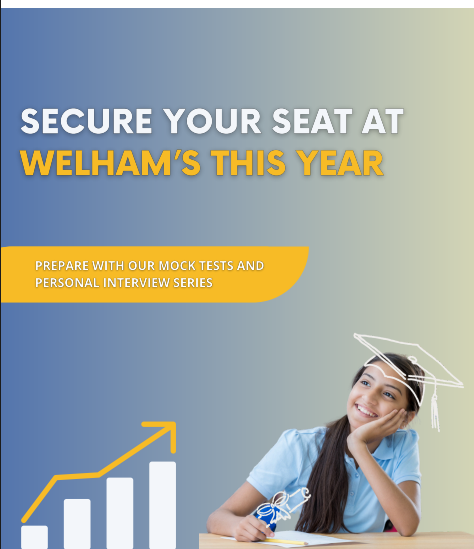 SECURE YOUR SEAT AT
WELHAM'S THIS YEAR
PREPARE WITH OUR MOCK TESTS AND
PERSONAL INTERVIEW SERIES